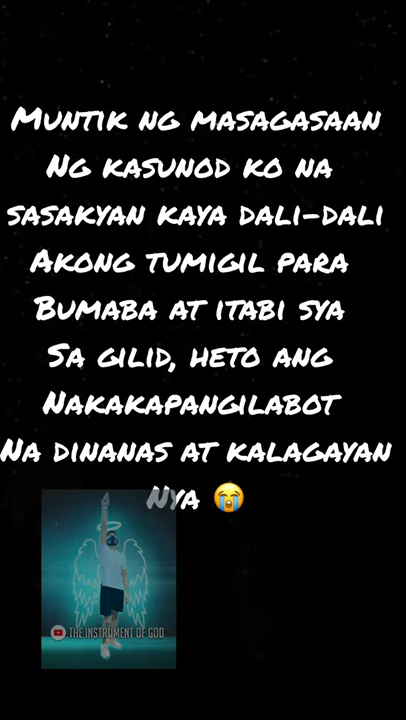 Muntik ng masagasaan
Ng kasunod ko na
sasakyan kaya dali-dali
Akong tumigil para
Bumaba at itabi sya
Sa gilid, heto ang
Nakakapangilabot
Na dinanas at kalagayan
Nya 😭
THE INSTRUMENT OF GOD